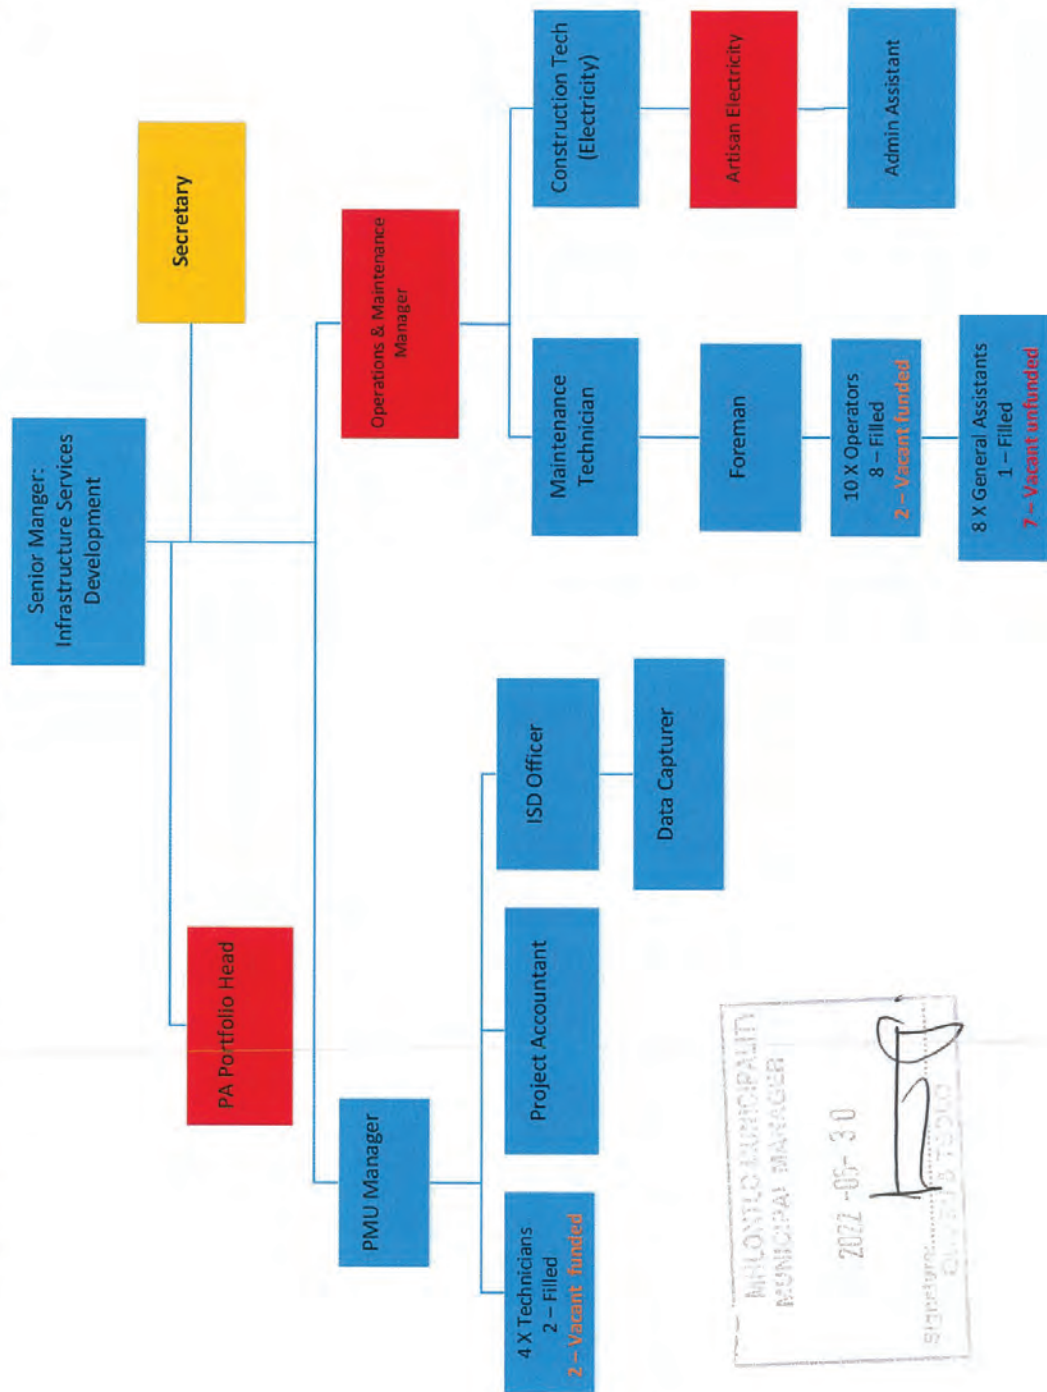 Senior Manger:
Infrastructure Services
Development
Secretary
PA Portfolio Head
PMU Manager
Operations & Maintenance
Manager
4 X Technicians
2 – Filled
2 – Vacant funded
Project Accountant
ISD Officer
Data Capturer
Maintenance
Technician
Construction Tech
(Electricity)
Foreman
Artisan Electricity
10 X Operators
8 – Filled
2 – Vacant funded
Admin Assistant
8 X General Assistants
1 – Filled
7 – Vacant unfunded
MHLONTLO MUNICIPALITY
MUNICIPAL MANAGER
2022 -05- 30
Signature: